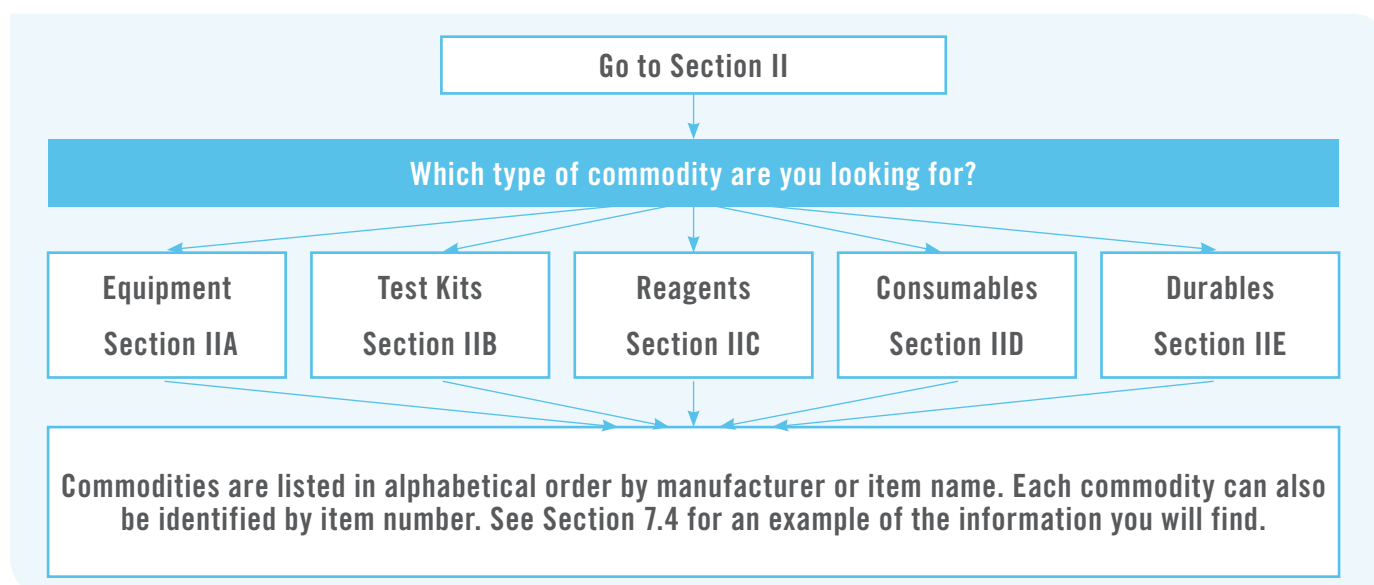 Go to Section II
Which type of commodity are you looking for?
Equipment
Section IIA
Test Kits
Section IIB
Reagents
Section IIC
Consumables
Section IID
Durables
Section IIE
Commodities are listed in alphabetical order by manufacturer or item name. Each commodity can also
be identified by item number. See Section 7.4 for an example of the information you will find.